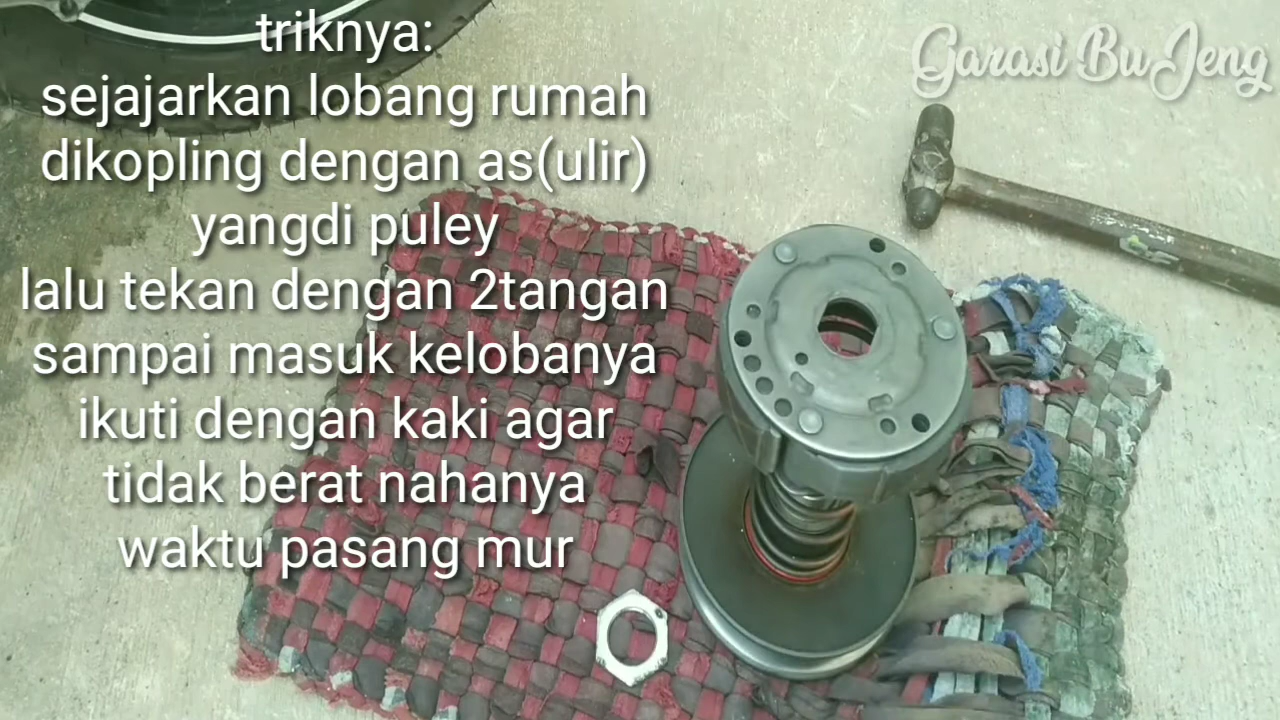 triknya:
sejajarkan lobang rumah
dikopling dengan as(ulir)
yangdi puley
lalu tekan dengan 2tangan
sampai masuk kelobanya
ikuti dengan kaki agar
tidak berat nahanya
waktu pasang mur
Garasi BuJeng